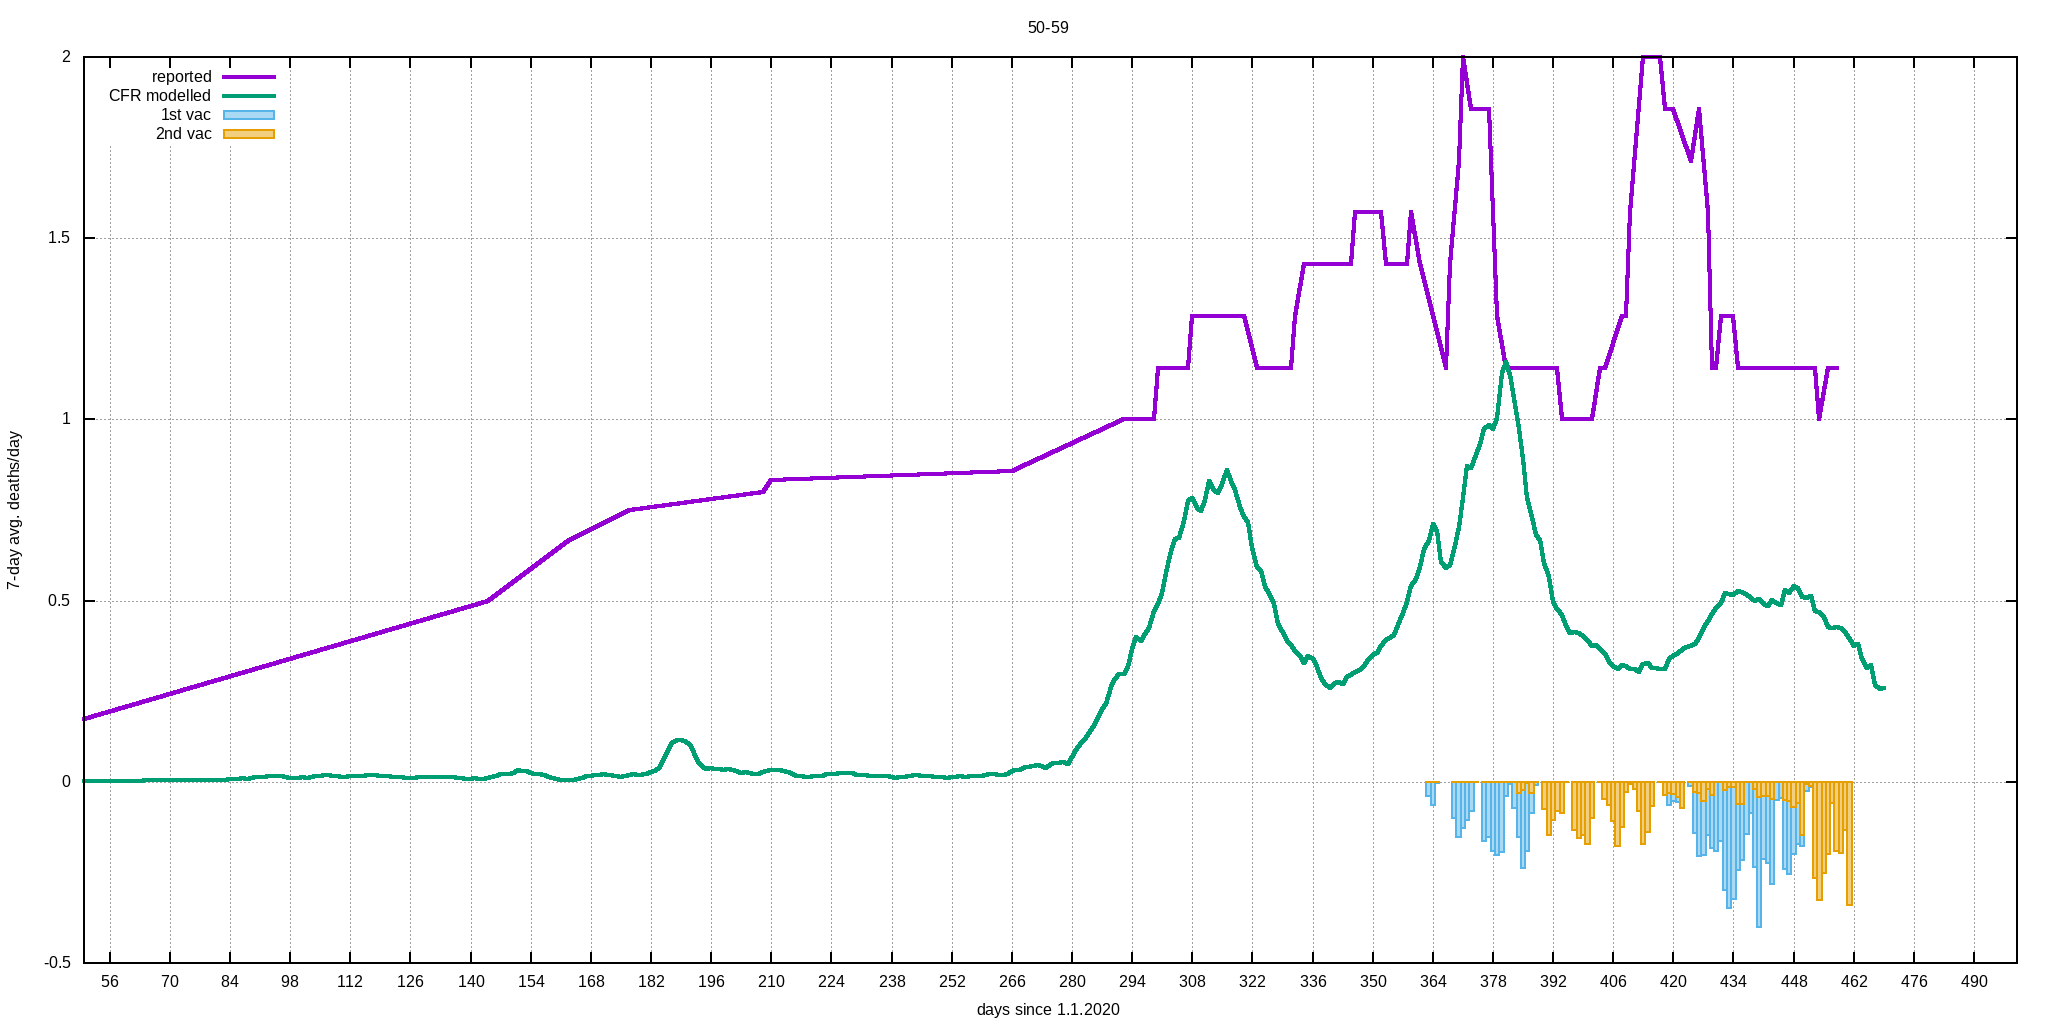 50-59
reported
CFR modelled
1st vac
2nd vac
7-day avg. deaths/day
2
1.5
1
0.5
0
-0.5
56 70 84 98 112 126 140 154 168 182 196 210 224 238 252 266 280 294 308 322 336 350 364 378 392 406 420 434 448 462 476 490
days since 1.1.2020